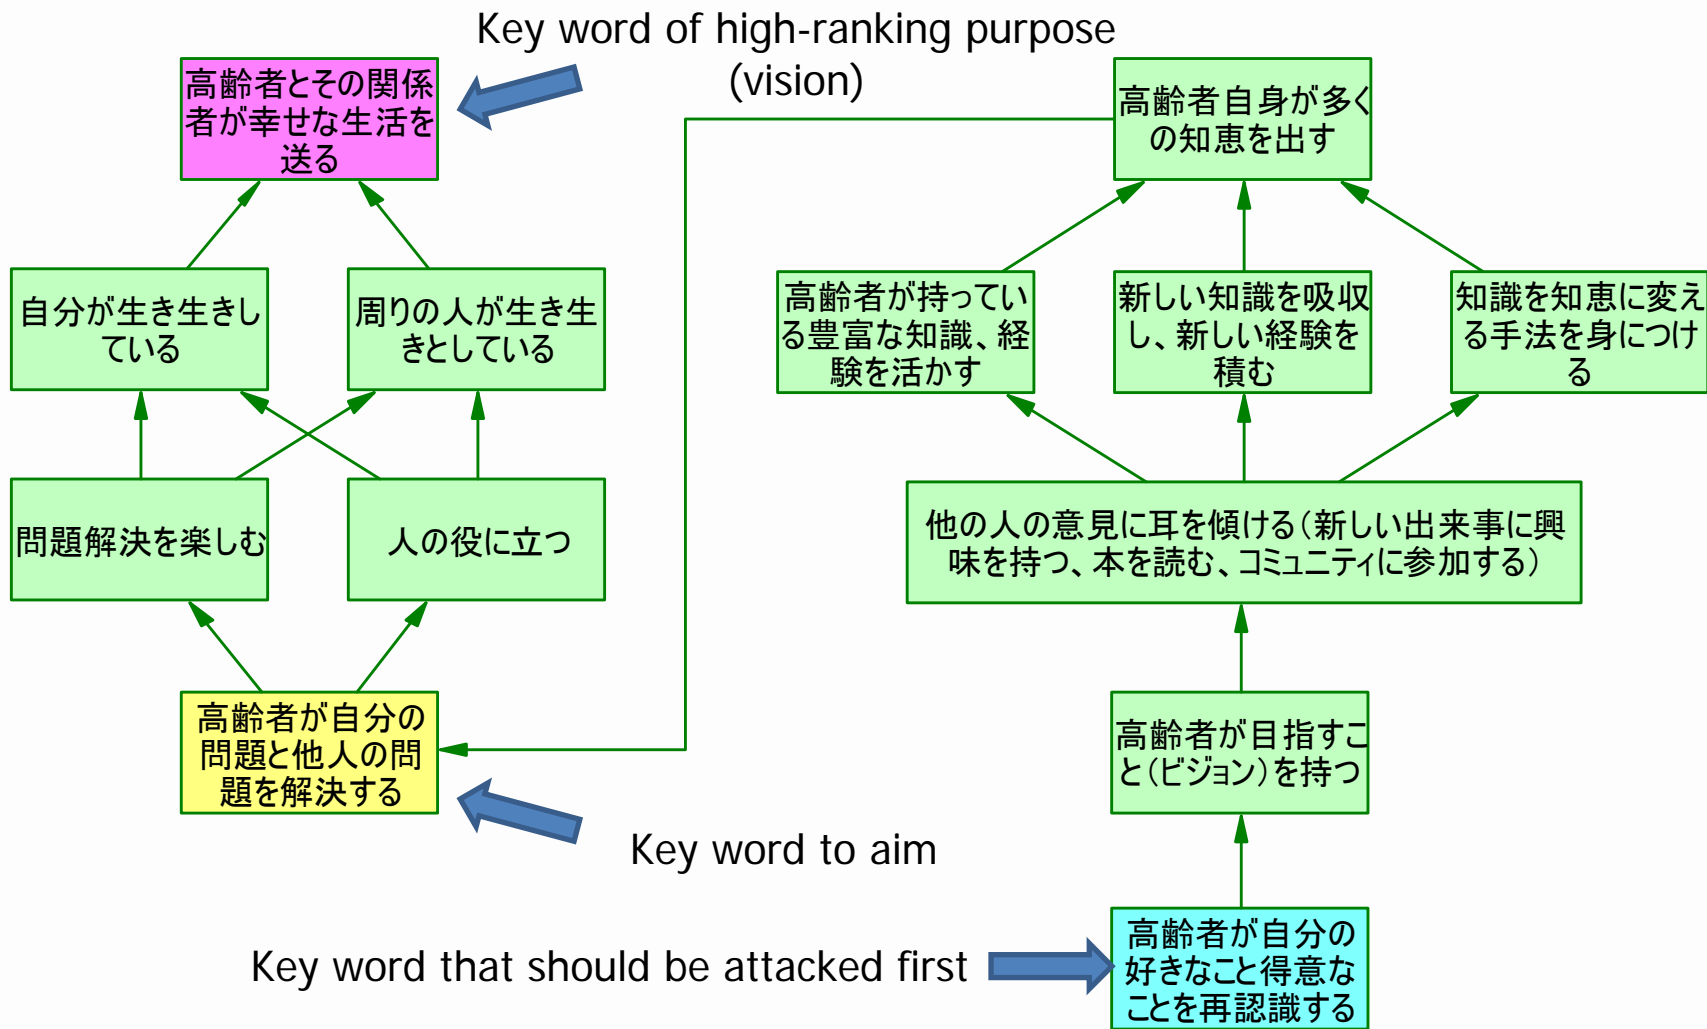 Key word of high-ranking purpose
(vision)
高齢者とその関係
者が幸せな生活を
送る
高齢者自身が多く
の知恵を出す
自分が生き生きし
ている
周りの人が生き生
きとしている
高齢者が持ってい
る豊富な知識、経
験を活かす
新しい知識を吸収
し、新しい経験を
積む
知識を知恵に変え
る手法を身につけ
る
問題解決を楽しむ
人の役に立つ
他の人の意見に耳を傾ける（新しい出来事に興
味を持つ、本を読む、コミュニティに参加する）
高齢者が自分の
問題と他人の問
題を解決する
高齢者が目指すこ
と（ビジョン）を持つ
Key word to aim
Key word that should be attacked first
高齢者が自分の
好きなこと得意な
ことを再認識する